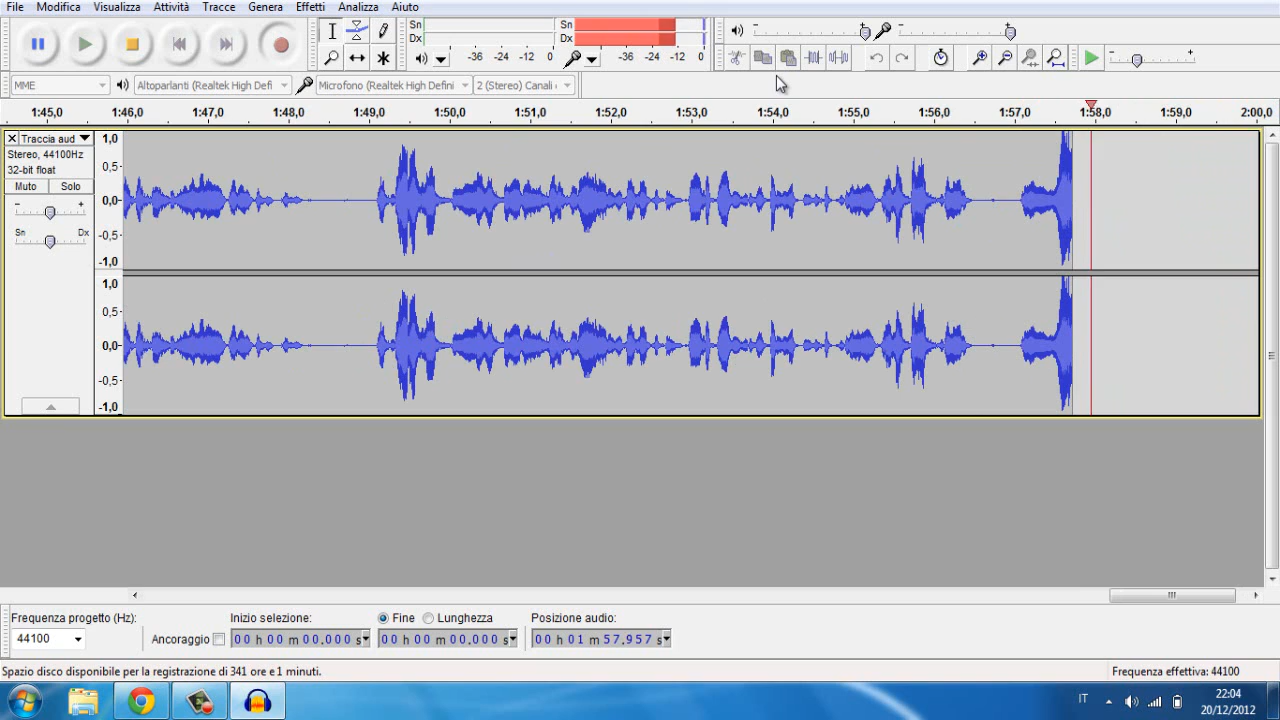 File Modifica Visualizza Attività Tracce Genera Effetti Analizza Aiuto
Sn
Dx
-36 -24 -12 0
Sn
Dx
-36 -24 -12 0
MME
Altoparlanti (Realtek High Defi
Microfono (Realtek High Defini
2 (Stereo) Canali
1:45,0 1:46,0 1:47,0 1:48,0 1:49,0 1:50,0 1:51,0 1:52,0 1:53,0 1:54,0 1:55,0 1:56,0 1:57,0 1:58,0 1:59,0 2:00,0
Traccia aud
Stereo, 44100Hz
32-bit float
Muto Solo
- +
Sn Dx
1,0
0,5-
0,0-
-0,5-
-1,0
1,0
0,5-
0,0-
-0,5-
-1,0
Frequenza progetto (Hz):
44100
Ancoraggio
Inizio selezione:
00 h 00 m 00.000 s
Fine Lunghezza
00 h 00 m 00.000 s
Posizione audio:
00 h 01 m 57.957 s
Spazio disco disponibile per la registrazione di 341 ore e 1 minuti.
Frequenza effettiva: 44100
IT
22:04
20/12/2012